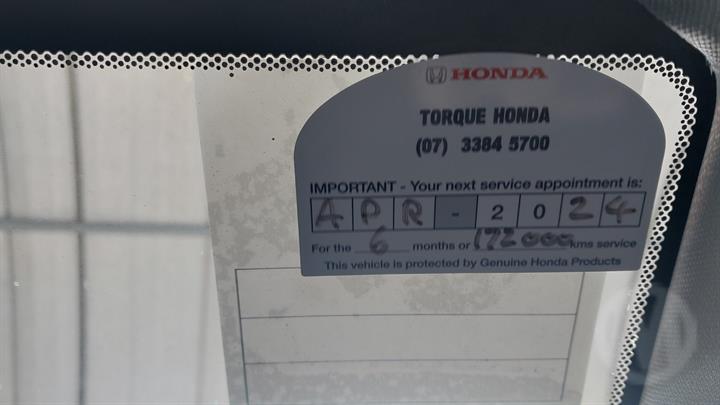 HONDA
TORQUE HONDA
(07) 3384 5700
IMPORTANT - Your next service appointment is:
APR - 2024
For the 6 months or 172000 kms service
This vehicle is protected by Genuine Honda Products